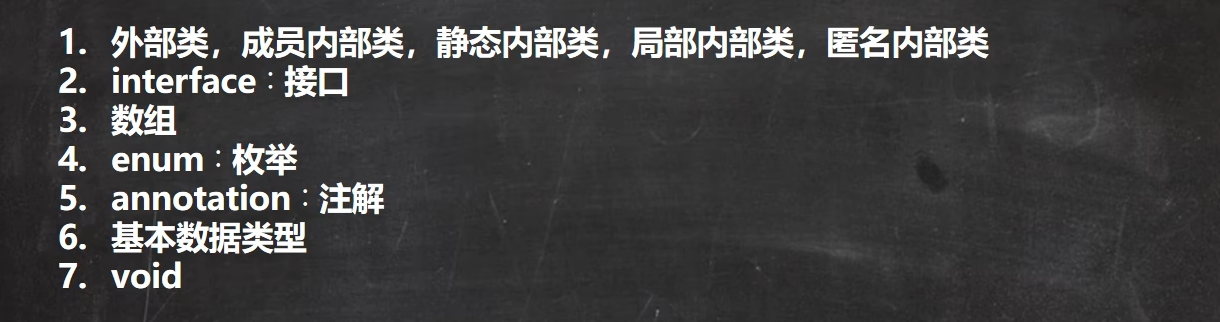 1. 外部类，成员内部类，静态内部类，局部内部类，匿名内部类
2. interface：接口
3. 数组
4. enum：枚举
5. annotation：注解
6. 基本数据类型
7. void